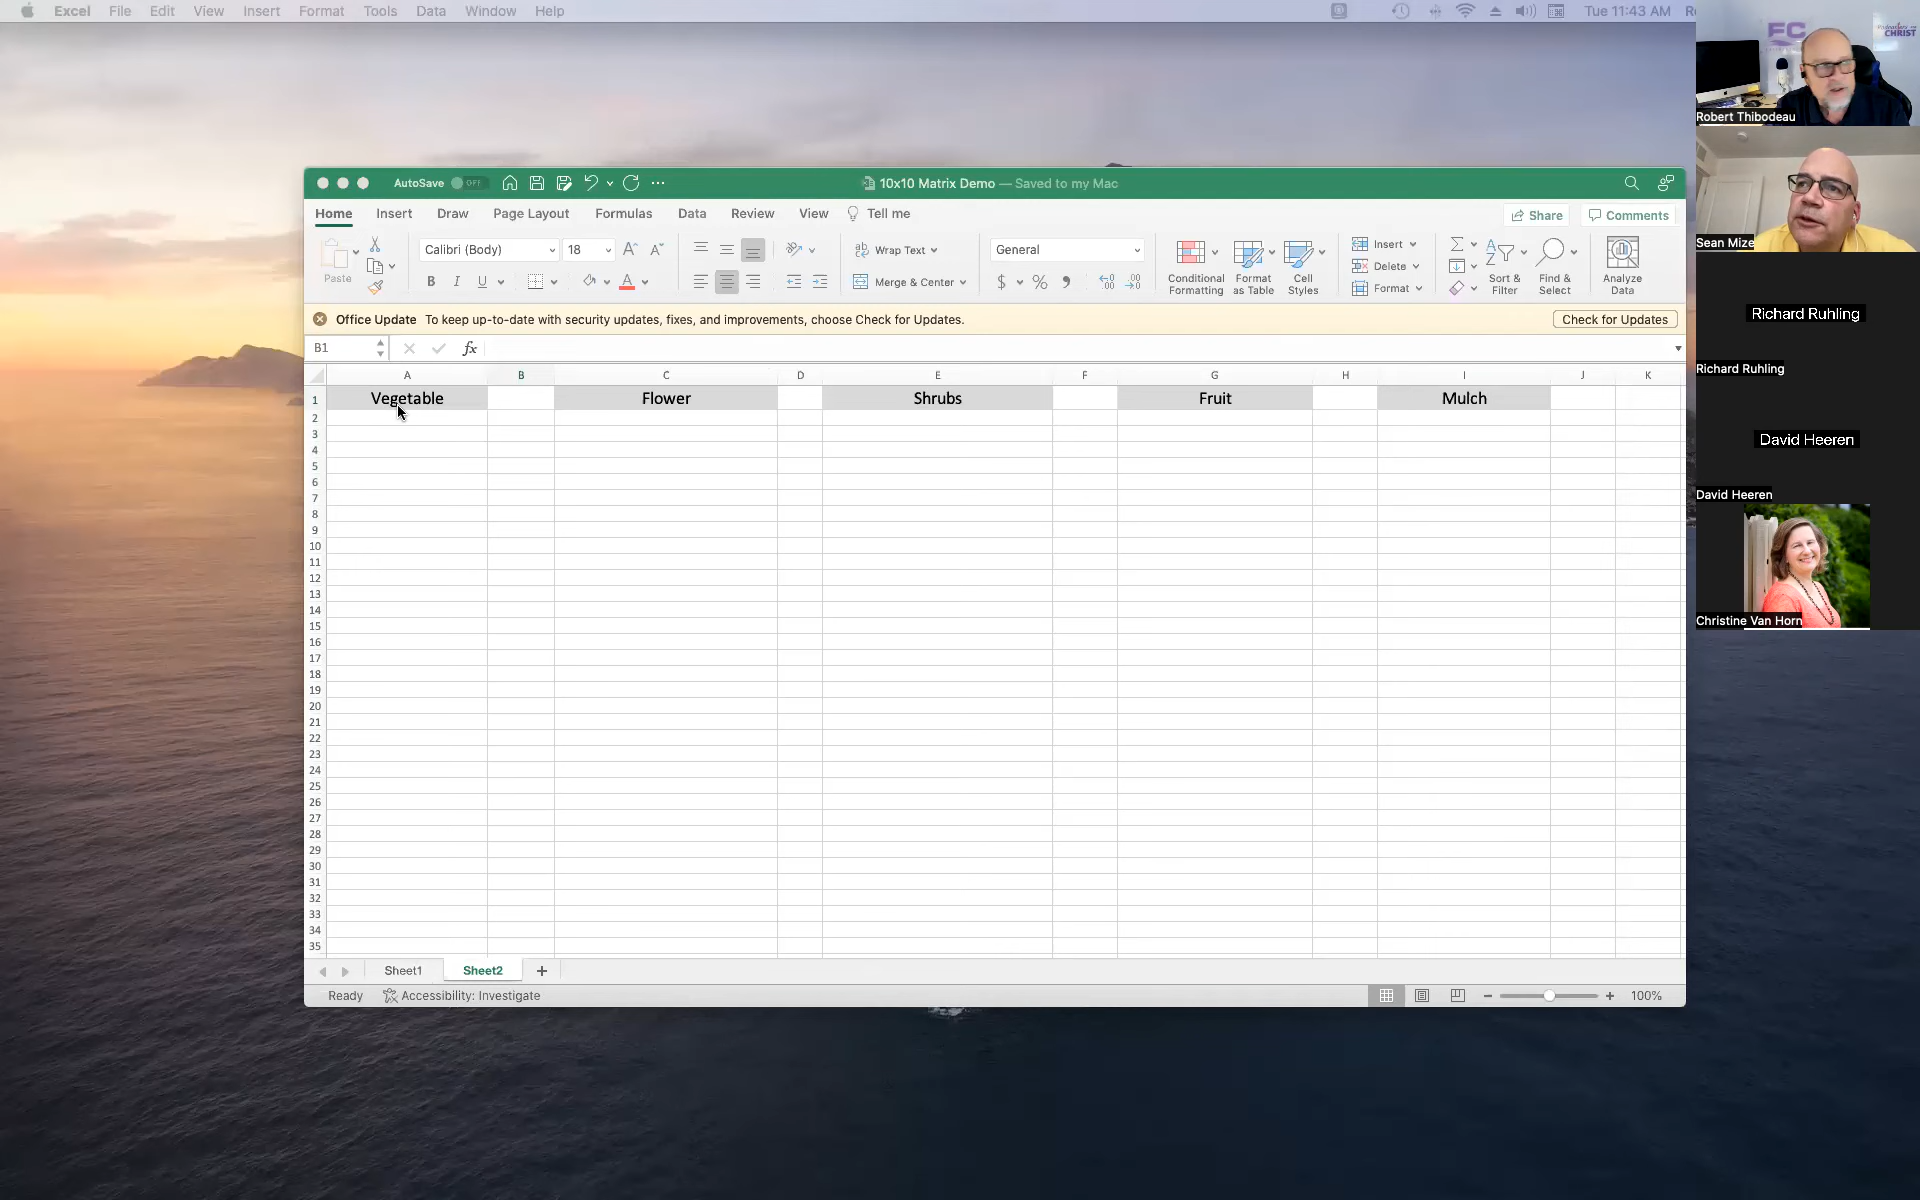 Excel File Edit View Insert Format Tools Data Window Help Tue 11:43 AM
FC
CHRIST
Robert Thibodeau
AutoSave OFF 10x10 Matrix Demo — Saved to my Mac
Home Insert Draw Page Layout Formulas Data Review View Tell me Share Comments
Sean Mize
Paste Calibri (Body) 18 Wrap Text General Insert
Delete
B I U Merge & Center $ % Conditional Formatting Format as Table Cell Styles Format Sort & Filter Find & Select Analyze Data
Office Update To keep up-to-date with security updates, fixes, and improvements, choose Check for Updates. Check for Updates
Richard Ruhling
B1 fx
Richard Ruhling
A B C D E F G H I J K
1 Vegetable Flower Shrubs Fruit Mulch
2
3
4
David Heeren
5
6
7
8
David Heeren
9
10
11
12
13
14
15
Christine Van Horn
16
17
18
19
20
21
22
23
24
25
26
27
28
29
30
31
32
33
34
35
Sheet1 Sheet2 +
Ready Accessibility: Investigate 100%